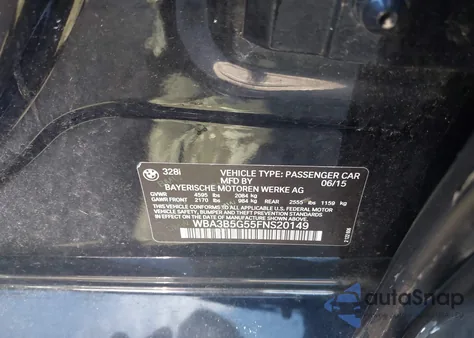 328i VEHICLE TYPE: PASSENGER CAR
MFD BY 06/15
BAYERISCHE MOTOREN WERKE AG
GVWR 4595 lbs 2084 kg
GAWR FRONT 2170 lbs 984 kg REAR 2555 lbs 1159 kg
THIS VEHICLE CONFORMS TO ALL APPLICABLE U.S. FEDERAL MOTOR
VEHICLE SAFETY, BUMPER, AND THEFT PREVENTION STANDARDS
IN EFFECT ON THE DATE OF MANUFACTURE SHOWN ABOVE.
WBA3B5G55FNS20149
autoSnap